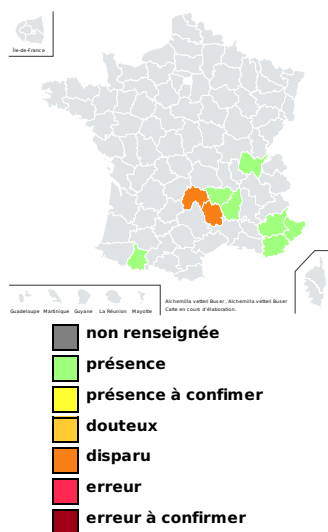 Île-de-France
Guadeloupe Martinique Guyane La Réunion Mayotte
Alchemilla vetteri Buser , Alchemilla vetteri Buser
Carte en cours d'élaboration.
non renseignée
présence
présence à confimer
douteux
disparu
erreur
erreur à confirmer